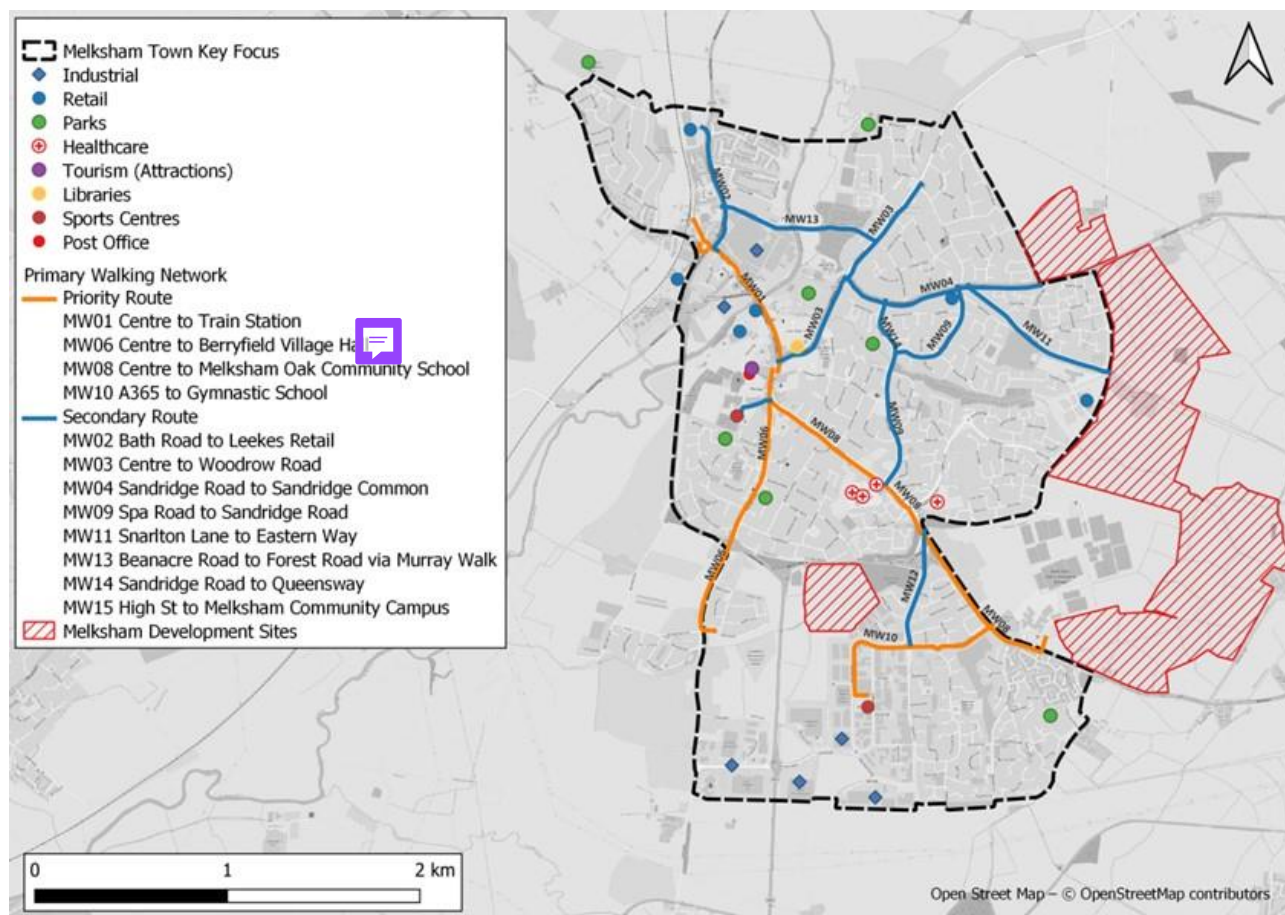 Melksham Town Key Focus
Industrial
Retail
Parks
Healthcare
Tourism (Attractions)
Libraries
Sports Centres
Post Office
Primary Walking Network
Priority Route
MW01 Centre to Train Station
MW06 Centre to Berryfield Village
MW08 Centre to Melksham Oak Community School
MW10 A365 to Gymnastic School
Secondary Route
MW02 Bath Road to Leekes Retail
MW03 Centre to Woodrow Road
MW04 Sandridge Road to Sandridge Common
MW09 Spa Road to Sandridge Road
MW11 Snarlton Lane to Eastern Way
MW13 Beanacre Road to Forest Road via Murray Walk
MW14 Sandridge Road to Queensway
MW15 High St to Melksham Community Campus
Melksham Development Sites
MW02
MW13
MW03
MW01
MW03
MW04
MW14
MW09
MW11
MW09
MW06
MW08
MW08
MW06
MW12
MW08
MW10
0 1 2 km
Open Street Map – © OpenStreetMap contributors